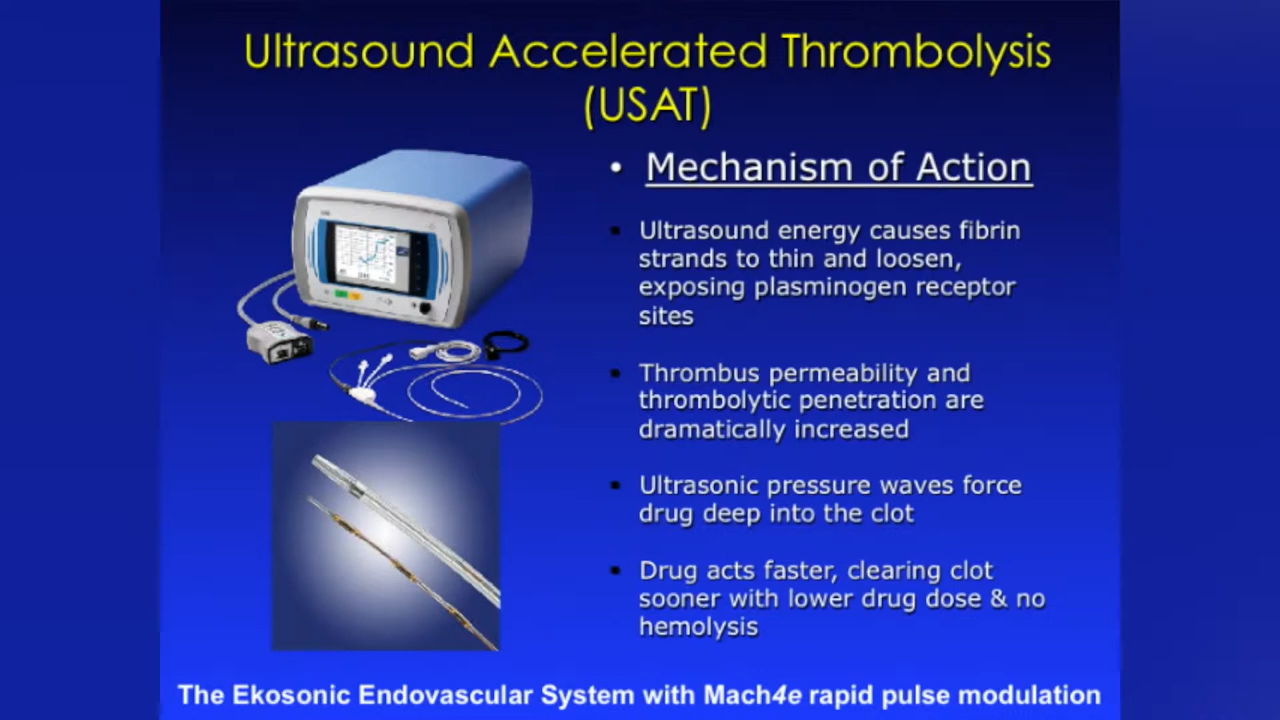 Ultrasound Accelerated Thrombolysis
(USAT)
• Mechanism of Action
Ultrasound energy causes fibrin
strands to thin and loosen,
exposing plasminogen receptor
sites
Thrombus permeability and
thrombolytic penetration are
dramatically increased
Ultrasonic pressure waves force
drug deep into the clot
Drug acts faster, clearing clot
sooner with lower drug dose & no
hemolysis
The Ekosonic Endovascular System with Mach4e rapid pulse modulation